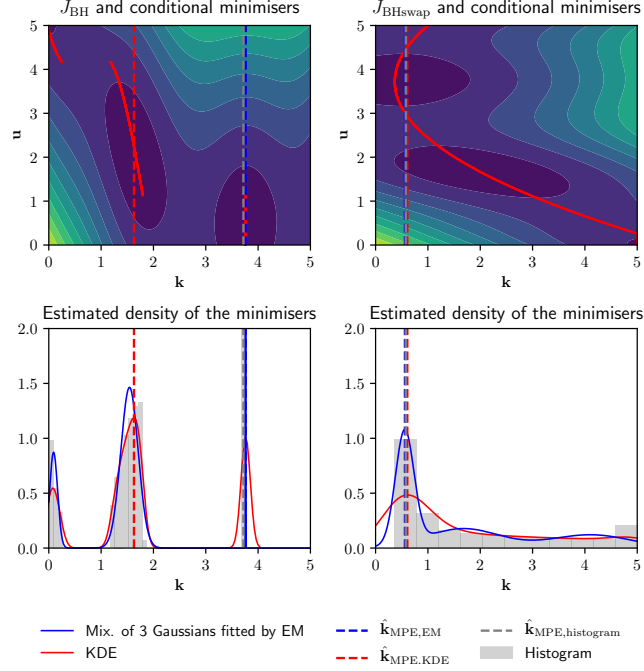 J_BH and conditional minimisers
J_BHswap and conditional minimisers
5
4
3
2
1
0
u
0 1 2 3 4 5
k
5
4
3
2
1
0
u
0 1 2 3 4 5
k
Estimated density of the minimisers
Estimated density of the minimisers
2.0
1.5
1.0
0.5
0.0
0 1 2 3 4 5
k
2.0
1.5
1.0
0.5
0.0
0 1 2 3 4 5
k
Mix. of 3 Gaussians fitted by EM
KDE
k̂_MPE,EM
k̂_MPE,KDE
k̂_MPE,histogram
Histogram